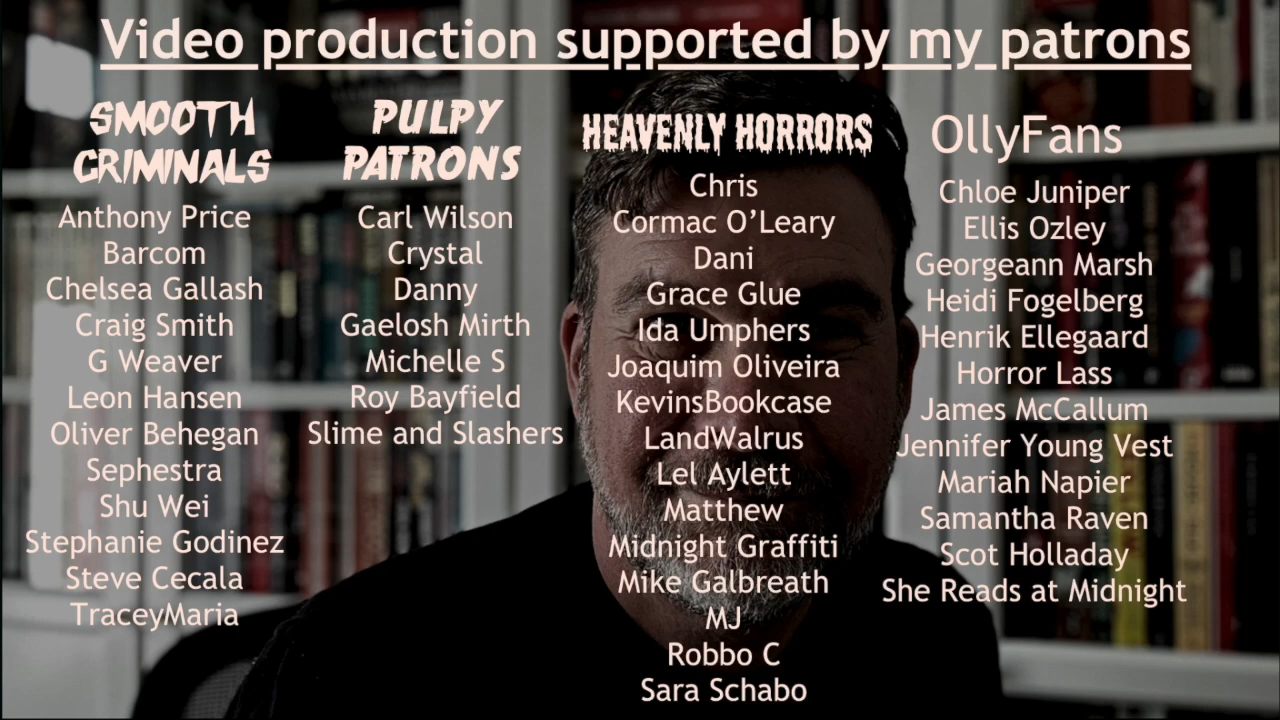 Video production supported by my patrons
SMOOTH
CRIMINALS
Anthony Price
Barcom
Chelsea Gallash
Craig Smith
G Weaver
Leon Hansen
Oliver Behegan
Sephestra
Shu Wei
Stephanie Godinez
Steve Cecala
TraceyMaria
PULPY
PATRONS
Carl Wilson
Crystal
Danny
Gaelosh Mirth
Michelle S
Roy Bayfield
Slime and Slashers
HEAVENLY HORRORS
Chris
Cormac O’Leary
Dani
Grace Glue
Ida Umphers
Joaquim Oliveira
KevinsBookcase
LandWalrus
Lel Aylett
Matthew
Midnight Graffiti
Mike Galbreath
MJ
Robbo C
Sara Schabo
OllyFans
Chloe Juniper
Ellis Ozley
Georgeann Marsh
Heidi Fogelberg
Henrik Ellegaard
Horror Lass
James McCallum
Jennifer Young Vest
Mariah Napier
Samantha Raven
Scot Holladay
She Reads at Midnight